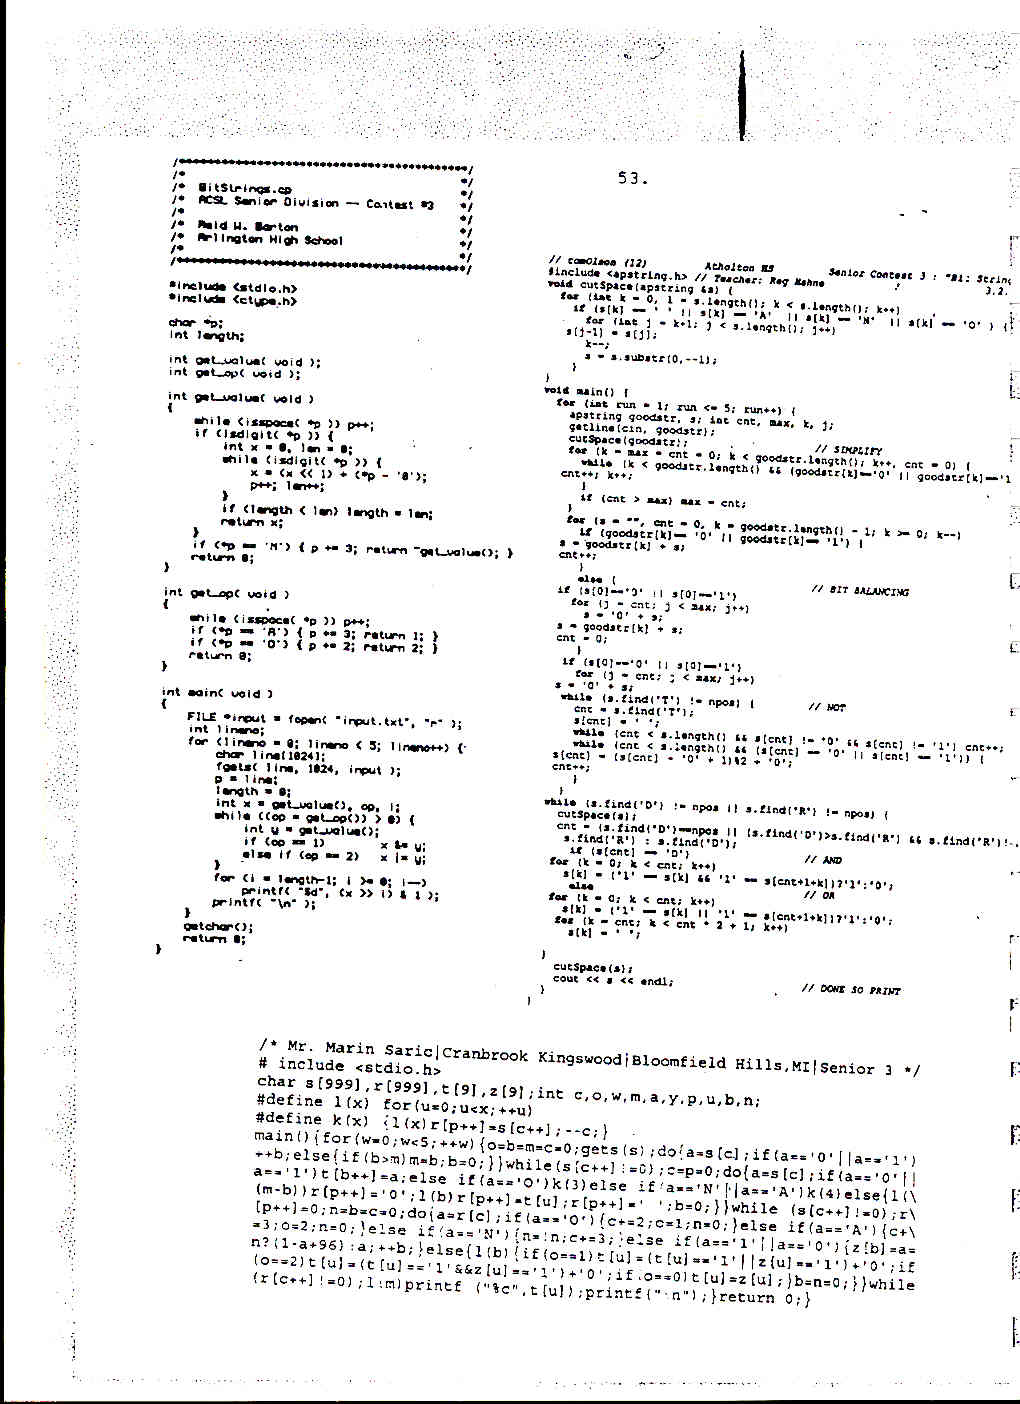 53.
/****************************************/
/* */
/* BitStrings.cp */
/* ACSL Senior Division — Contest #3 */
/* */
/* Reid W. Barton */
/* Arlington High School */
/* */
/****************************************/
#include <stdio.h>
#include <ctype.h>
char *p;
int length;
int get_value( void );
int get_op( void );
int get_value( void )
{
while (isspace( *p )) p++;
if (isdigit( *p )) {
int x = 0, len = 0;
while (isdigit( *p )) {
x = (x << 1) + (*p - '0');
p++; len++;
}
if (length < len) length = len;
return x;
}
if (*p == 'N') { p += 3; return ~get_value(); }
return 0;
}
int get_op( void )
{
while (isspace( *p )) p++;
if (*p == 'A') { p += 3; return 1; }
if (*p == 'O') { p += 2; return 2; }
return 0;
}
int main( void )
{
FILE *input = fopen( "input.txt", "r" );
int lineno;
for (lineno = 0; lineno < 5; lineno++) {
char line[1024];
fgets( line, 1024, input );
p = line;
length = 0;
int x = get_value(), op, i;
while ((op = get_op()) > 0) {
int y = get_value();
if (op == 1) x &= y;
else if (op == 2) x |= y;
}
for (i = length-1; i >= 0; i--)
printf( "%d", (x >> i) & 1 );
printf( "\n" );
}
getchar();
return 0;
}
// comOlson (12) Atholton HS Senior Contest 3 : "B1: Strin
#include <apstring.h> // Teacher: Reg Hahne 3.2.
void cutSpace(apstring &s) {
for (int k = 0, l = s.length(); k < s.length(); k++)
if (s[k] == ' ' || s[k] == 'A' || s[k] == 'N' || s[k] == 'O' ) {
for (int j = k+1; j < s.length(); j++)
s[j-1] = s[j];
k--;
s = s.substr(0,--l);
}
}
void main() {
for (int run = 1; run <= 5; run++) {
apstring goodstr, s; int cnt, max, k, j;
getline(cin, goodstr);
cutSpace(goodstr); // SIMPLIFY
for (k = max = cnt = 0; k < goodstr.length(); k++, cnt = 0) {
while (k < goodstr.length() && (goodstr[k]=='0' || goodstr[k]=='1
cnt++; k++;
}
if (cnt > max) max = cnt;
}
for (s = "", cnt = 0, k = goodstr.length() - 1; k >= 0; k--)
if (goodstr[k]== '0' || goodstr[k]== '1') {
s = goodstr[k] + s;
cnt++;
}
else {
if (s[0]=='0' || s[0]=='1') // BIT BALANCING
for (j = cnt; j < max; j++)
s = '0' + s;
s = goodstr[k] + s;
cnt = 0;
}
if (s[0]=='0' || s[0]=='1')
for (j = cnt; j < max; j++)
s = '0' + s;
while (s.find('T') != npos) { // NOT
cnt = s.find('T');
s[cnt] = ' ';
while (cnt < s.length() && s[cnt] != '0' && s[cnt] != '1') cnt++;
while (cnt < s.length() && (s[cnt] == '0' || s[cnt] == '1')) {
s[cnt] = (s[cnt] - '0' + 1)%2 + '0';
cnt++;
}
}
while (s.find('D') != npos || s.find('R') != npos) {
cutSpace(s);
cnt = (s.find('D')==npos || (s.find('D')>s.find('R') && s.find('R')!=.
s.find('R') : s.find('D');
if (s[cnt] == 'D') // AND
for (k = 0; k < cnt; k++)
s[k] = ('1' == s[k] && '1' == s[cnt+1+k])?'1':'0';
else // OR
for (k = 0; k < cnt; k++)
s[k] = ('1' == s[k] || '1' == s[cnt+1+k])?'1':'0';
for (k = cnt; k < cnt * 2 + 1; k++)
s[k] = ' ';
}
cutSpace(s);
cout << s << endl;
} // DONE SO PRINT
}
/* Mr. Marin Saric|Cranbrook Kingswood|Bloomfield Hills,MI|Senior 3 */
# include <stdio.h>
char s[999],r[999],t[9],z[9];int c,o,w,m,a,y,p,u,b,n;
#define l(x) for(u=0;u<x;++u)
#define k(x) {l(x)r[p++]=s[c++];--c;}
main(){for(w=0;w<5;++w){o=b=m=c=0;gets(s);do{a=s[c];if(a=='0'||a=='1')
++b;else{if(b>m)m=b;b=0;}}while(s[c++]!=0);c=p=0;do{a=s[c];if(a=='0'||
a=='1')t[b++]=a;else if(a=='O')k(3)else if(a=='N'||a=='A')k(4)else{l(\
(m-b))r[p++]='0';l(b)r[p++]=t[u];r[p++]=' ';b=0;}}while (s[c++]!=0);r\
[p++]=0;n=b=c=0;do{a=r[c];if(a=='O'){c+=2;o=1;n=0;}else if(a=='A'){c+\
=3;o=2;n=0;}else if(a=='N'){n=!n;c+=3;}else if(a=='1'||a=='0'){z[b]=a=
n?(1-a+96):a;++b;}else{l(b){if(o==1)t[u]=(t[u]=='1'||z[u]=='1')+'0';if
(o==2)t[u]=(t[u]=='1'&&z[u]=='1')+'0';if(o==0)t[u]=z[u];}b=n=0;}}while
(r[c++]!=0);l(m)printf ("%c",t[u]);printf("\n");}return 0;}